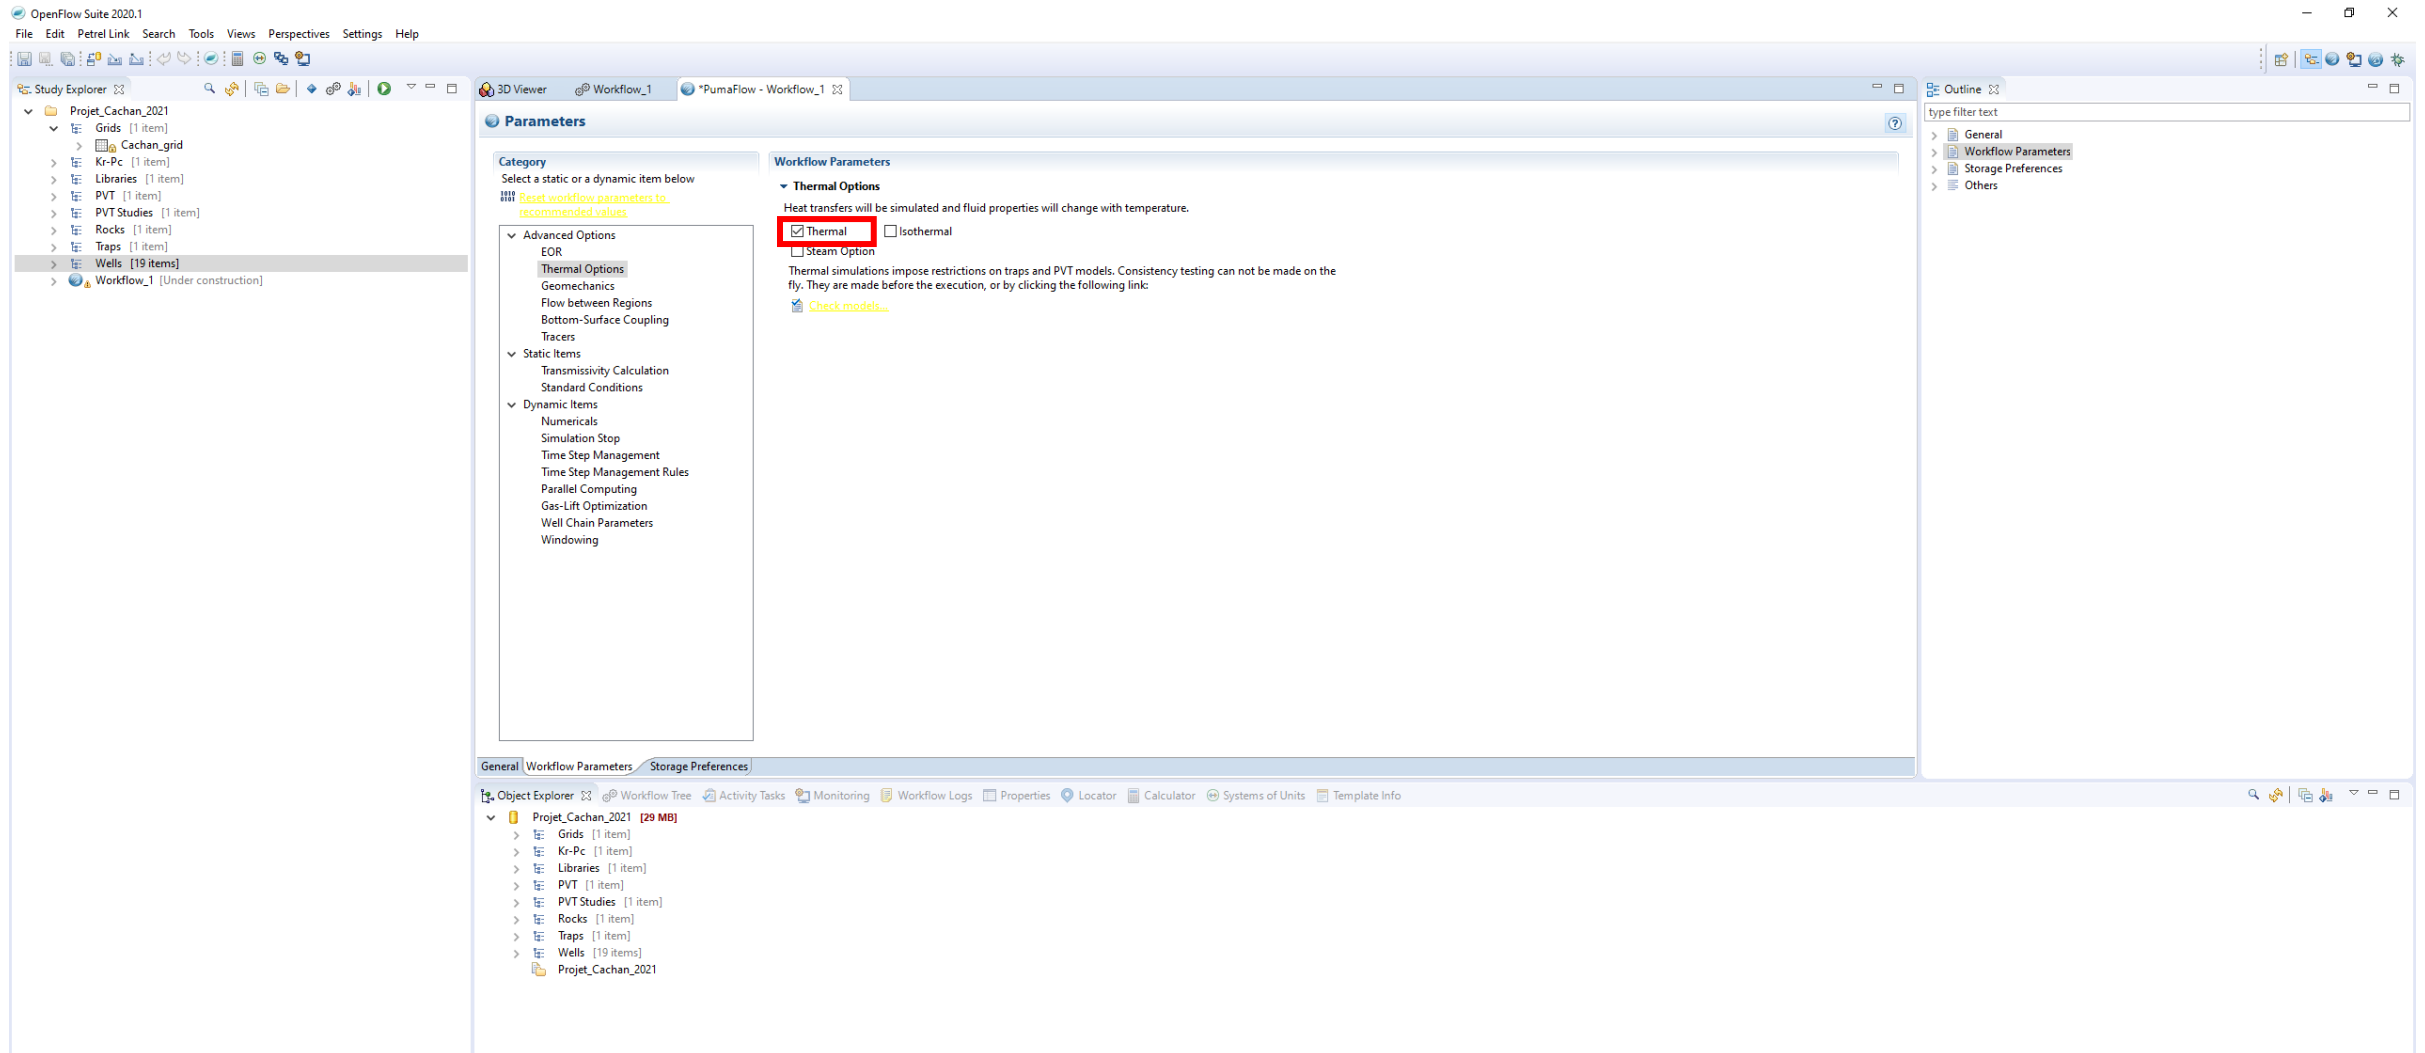 OpenFlow Suite 2020.1
File Edit Petrel Link Search Tools Views Perspectives Settings Help
Study Explorer
Projet_Cachan_2021
Grids [1 item]
Cachan_grid
Kr-Pc [1 item]
Libraries [1 item]
PVT [1 item]
PVT Studies [1 item]
Rocks [1 item]
Traps [1 item]
Wells [19 items]
Workflow_1 [Under construction]
3D Viewer Workflow_1 *PumaFlow - Workflow_1
Parameters
Category
Select a static or a dynamic item below
Reset workflow parameters to
recommended values
Advanced Options
EOR
Thermal Options
Geomechanics
Flow between Regions
Bottom-Surface Coupling
Tracers
Static Items
Transmissivity Calculation
Standard Conditions
Dynamic Items
Numericals
Simulation Stop
Time Step Management
Time Step Management Rules
Parallel Computing
Gas-Lift Optimization
Well Chain Parameters
Windowing
Workflow Parameters
Thermal Options
Heat transfers will be simulated and fluid properties will change with temperature.
Thermal Isothermal
Steam Option
Thermal simulations impose restrictions on traps and PVT models. Consistency testing can not be made on the
fly. They are made before the execution, or by clicking the following link:
Check models...
General Workflow Parameters Storage Preferences
Outline
type filter text
General
Workflow Parameters
Storage Preferences
Others
Object Explorer Workflow Tree Activity Tasks Monitoring Workflow Logs Properties Locator Calculator Systems of Units Template Info
Projet_Cachan_2021 [29 MB]
Grids [1 item]
Kr-Pc [1 item]
Libraries [1 item]
PVT [1 item]
PVT Studies [1 item]
Rocks [1 item]
Traps [1 item]
Wells [19 items]
Projet_Cachan_2021